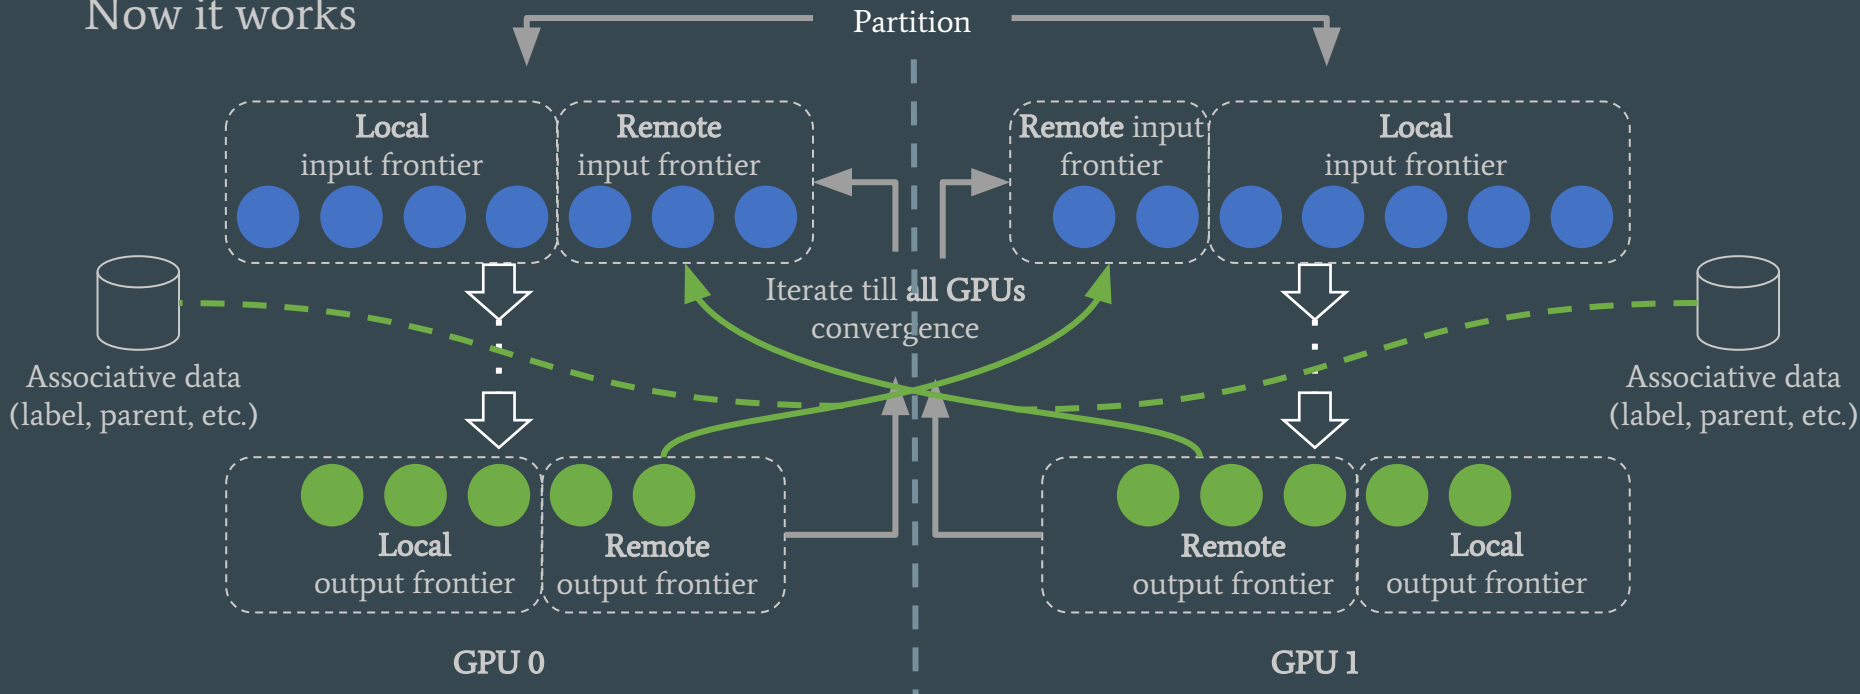 Now it works
Partition
Local
input frontier
Remote
input frontier
Remote input
frontier
Local
input frontier
Iterate till all GPUs
convergence
Associative data
(label, parent, etc.)
Associative data
(label, parent, etc.)
Local
output frontier
Remote
output frontier
Remote
output frontier
Local
output frontier
GPU 0
GPU 1